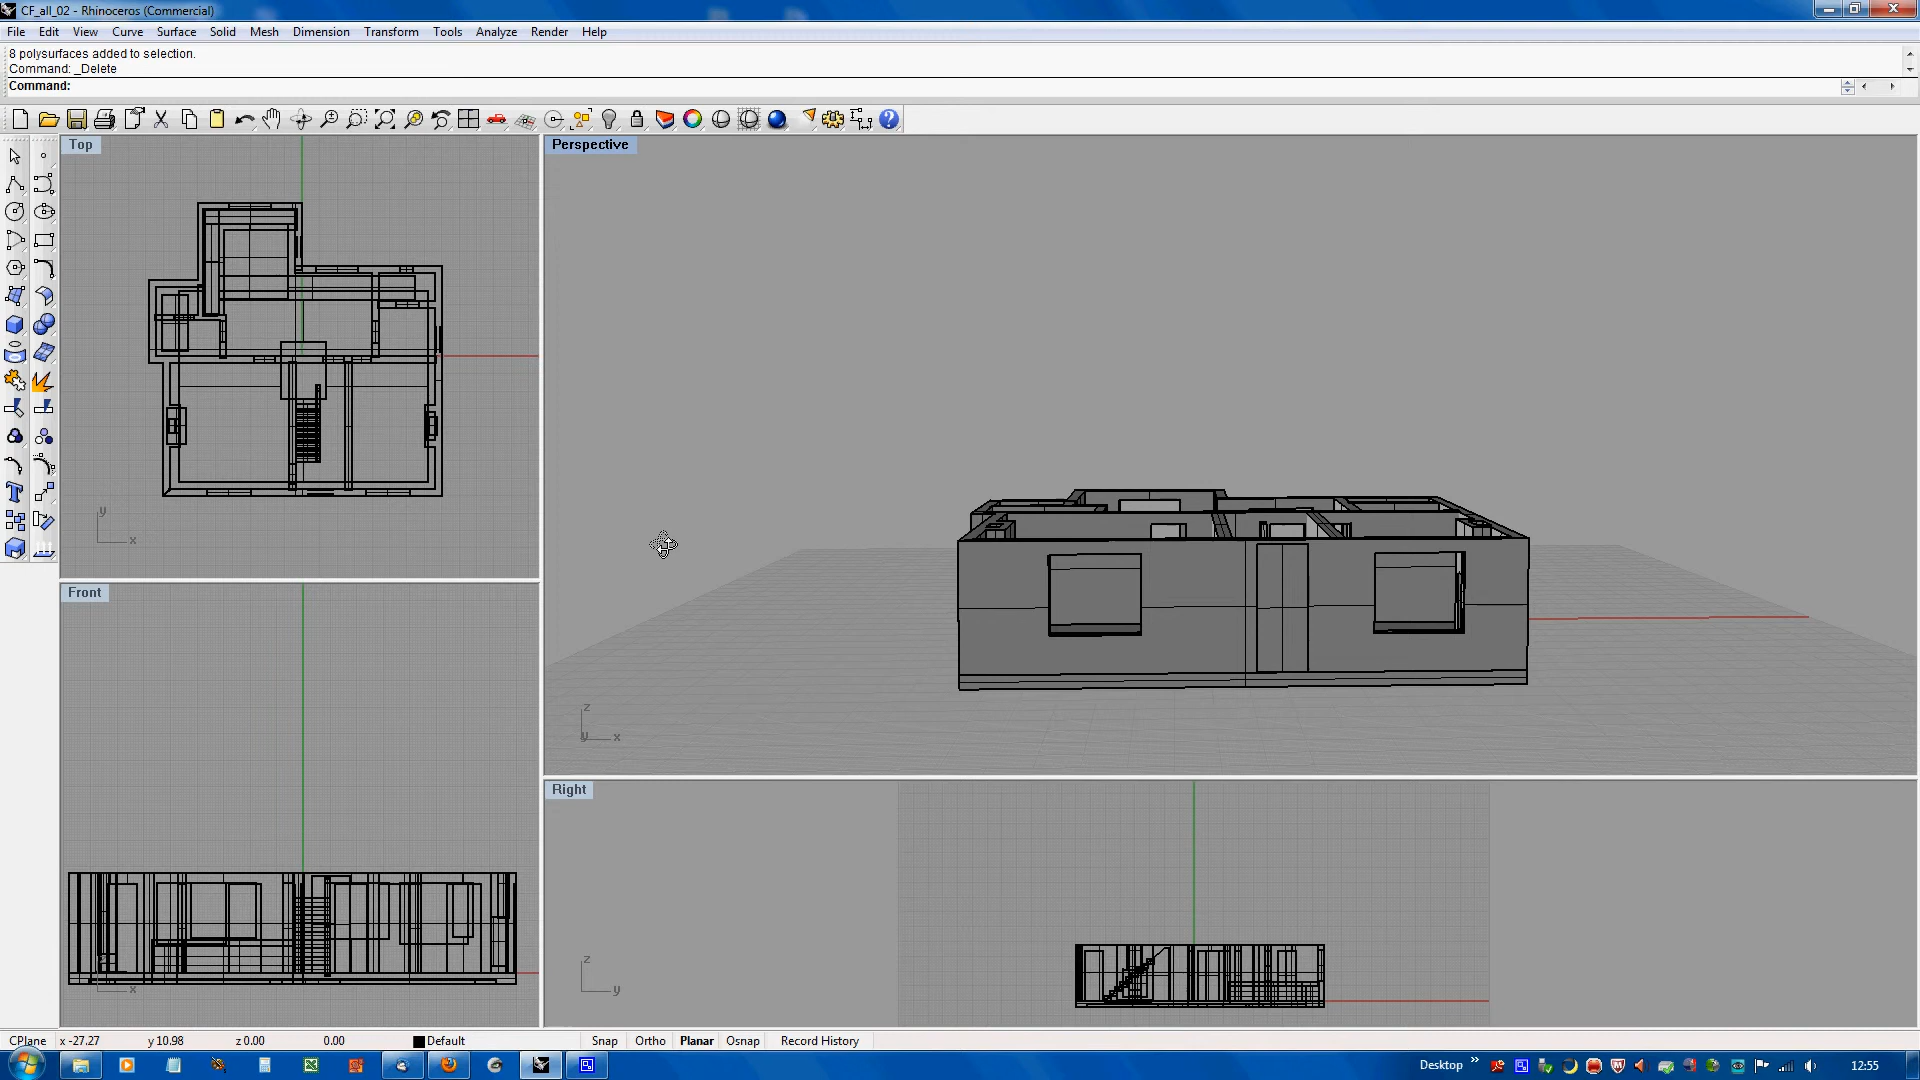 CF_all_02 - Rhinoceros (Commercial)
File Edit View Curve Surface Solid Mesh Dimension Transform Tools Analyze Render Help
8 polysurfaces added to selection.
Command: _Delete
Command:
Top
Perspective
y
x
Front
z
y x
Right
z
y
x
CPlane x -27.27 y 10.98 z 0.00 0.00 Default Snap Ortho Planar Osnap Record History
Desktop » 12:55